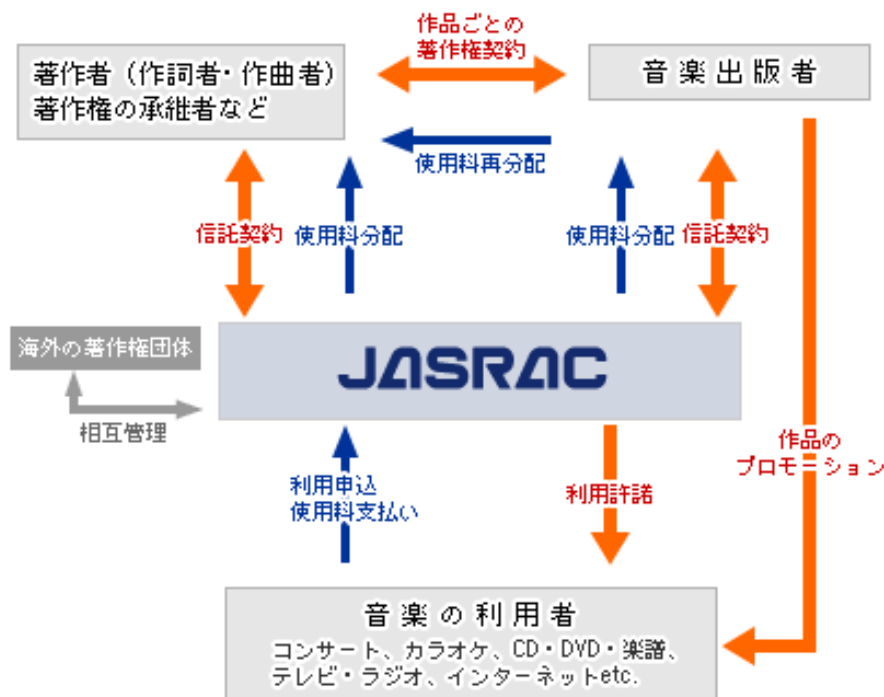 作品ごとの
著作権契約
著作者（作詞者・作曲者）
著作権の承継者など
音楽出版者
使用料再分配
信託契約
使用料分配
使用料分配
信託契約
海外の著作権団体
JASRAC
相互管理
作品の
プロモーション
利用申込
使用料支払い
利用許諾
音楽の利用者
コンサート、カラオケ、CD・DVD・楽譜、
テレビ・ラジオ、インターネットetc.